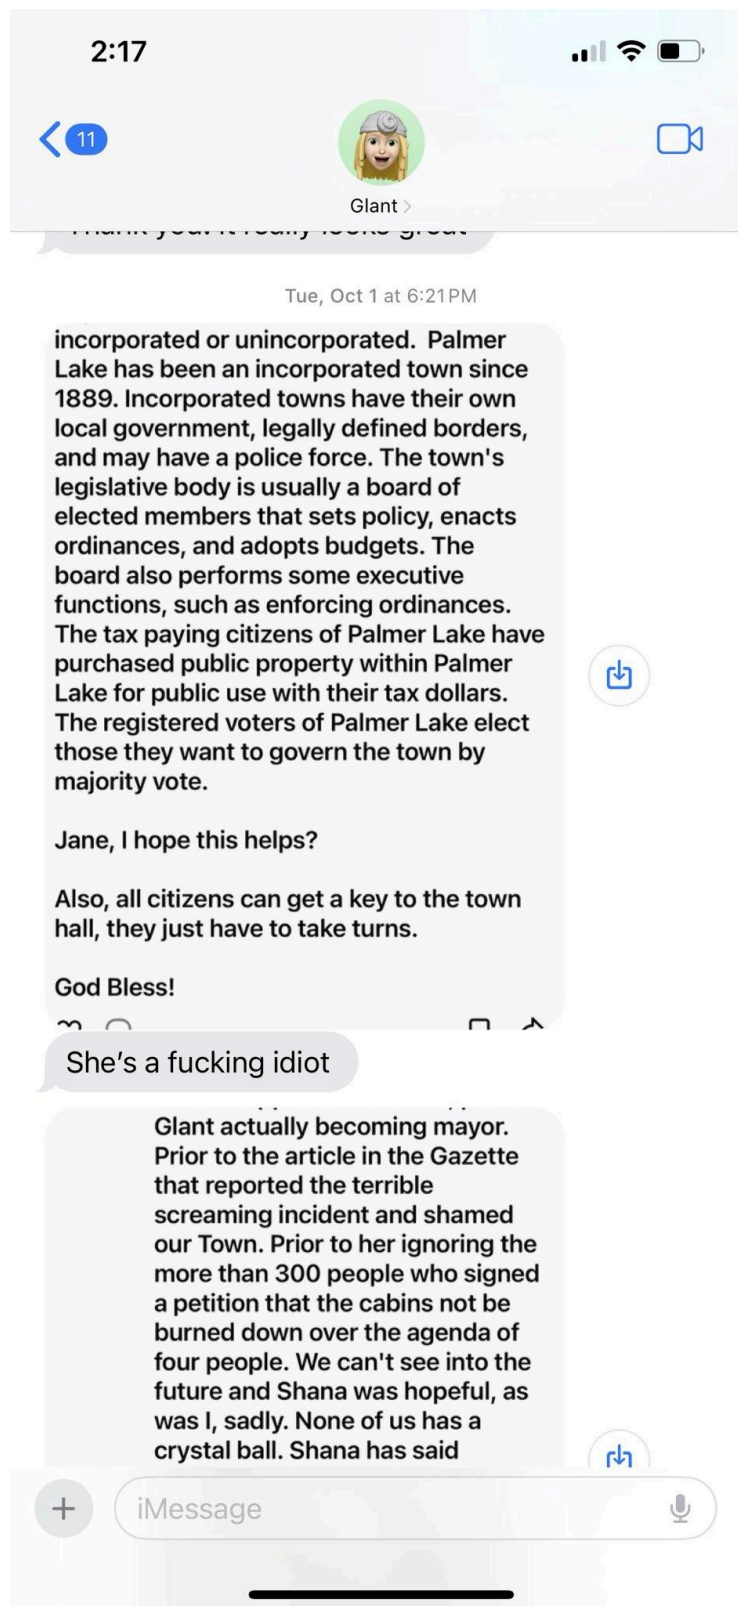 2:17
11
Glant
Thank you. It really looks great
Tue, Oct 1 at 6:21 PM
incorporated or unincorporated.  Palmer
Lake has been an incorporated town since
1889. Incorporated towns have their own
local government, legally defined borders,
and may have a police force. The town's
legislative body is usually a board of
elected members that sets policy, enacts
ordinances, and adopts budgets. The
board also performs some executive
functions, such as enforcing ordinances.
The tax paying citizens of Palmer Lake have
purchased public property within Palmer
Lake for public use with their tax dollars.
The registered voters of Palmer Lake elect
those they want to govern the town by
majority vote.
Jane, I hope this helps?
Also, all citizens can get a key to the town
hall, they just have to take turns.
God Bless!
She's a fucking idiot
Glant actually becoming mayor.
Prior to the article in the Gazette
that reported the terrible
screaming incident and shamed
our Town. Prior to her ignoring the
more than 300 people who signed
a petition that the cabins not be
burned down over the agenda of
four people. We can't see into the
future and Shana was hopeful, as
was I, sadly. None of us has a
crystal ball. Shana has said
iMessage